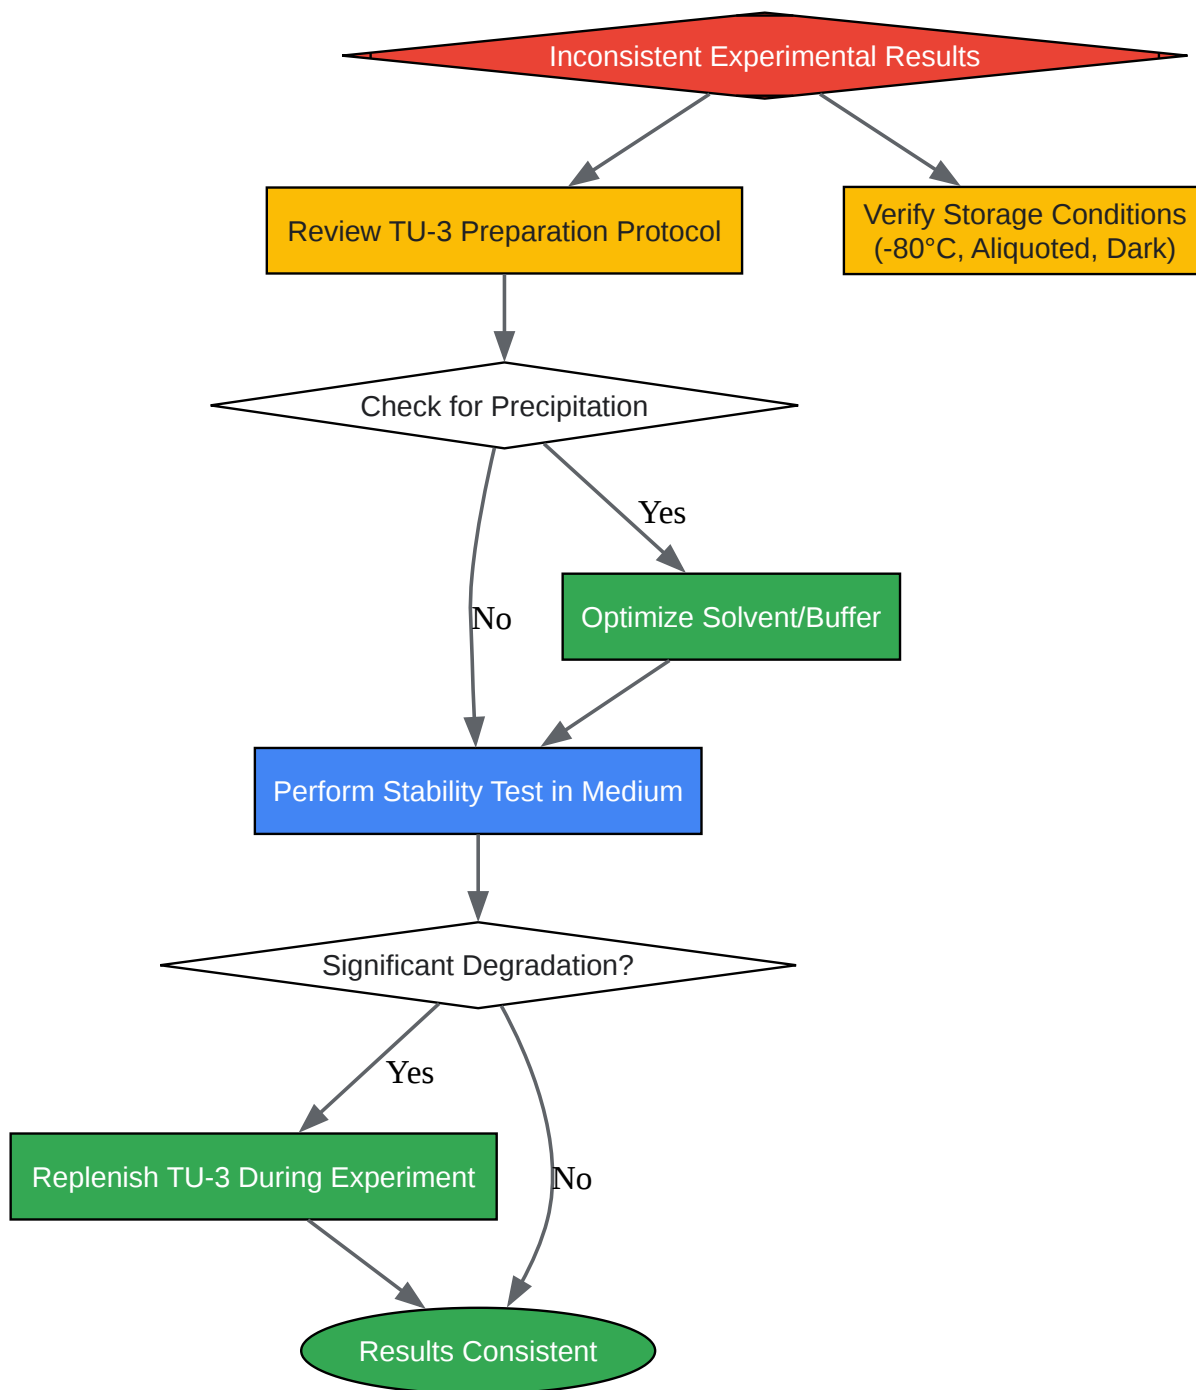 Inconsistent Experimental Results
Review TU-3 Preparation Protocol
Verify Storage Conditions
(-80°C, Aliquoted, Dark)
Check for Precipitation
Yes
No
Optimize Solvent/Buffer
Perform Stability Test in Medium
Significant Degradation?
Yes
No
Replenish TU-3 During Experiment
Results Consistent